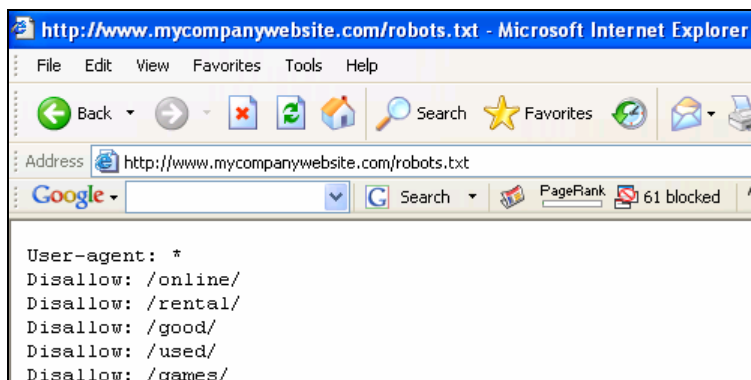 http://www.mycompanywebsite.com/robots.txt - Microsoft Internet Explorer
File Edit View Favorites Tools Help
Back Search Favorites
Address http://www.mycompanywebsite.com/robots.txt
Google G Search PageRank 61 blocked
User-agent: *
Disallow: /online/
Disallow: /rental/
Disallow: /good/
Disallow: /used/
Disallow: /games/